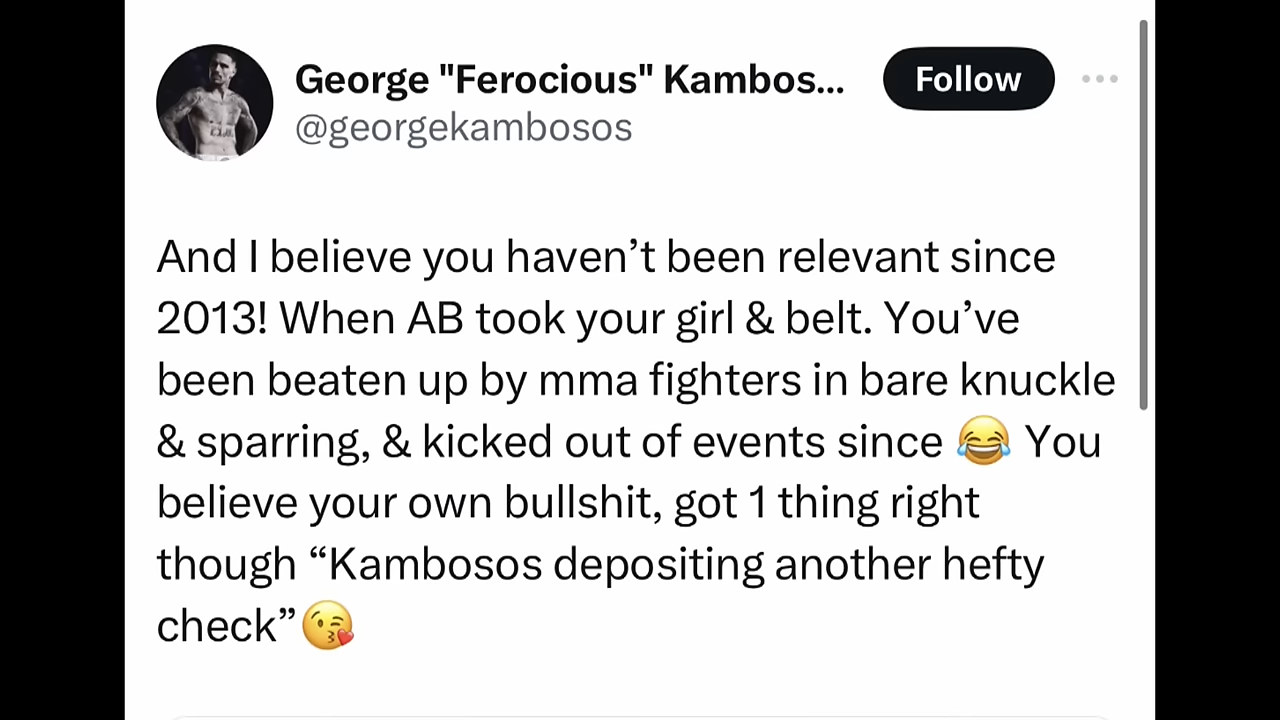 George "Ferocious" Kambos...
Follow
@georgekambosos
And I believe you haven’t been relevant since
2013! When AB took your girl & belt. You’ve
been beaten up by mma fighters in bare knuckle
& sparring, & kicked out of events since 😂 You
believe your own bullshit, got 1 thing right
though “Kambosos depositing another hefty
check”😘